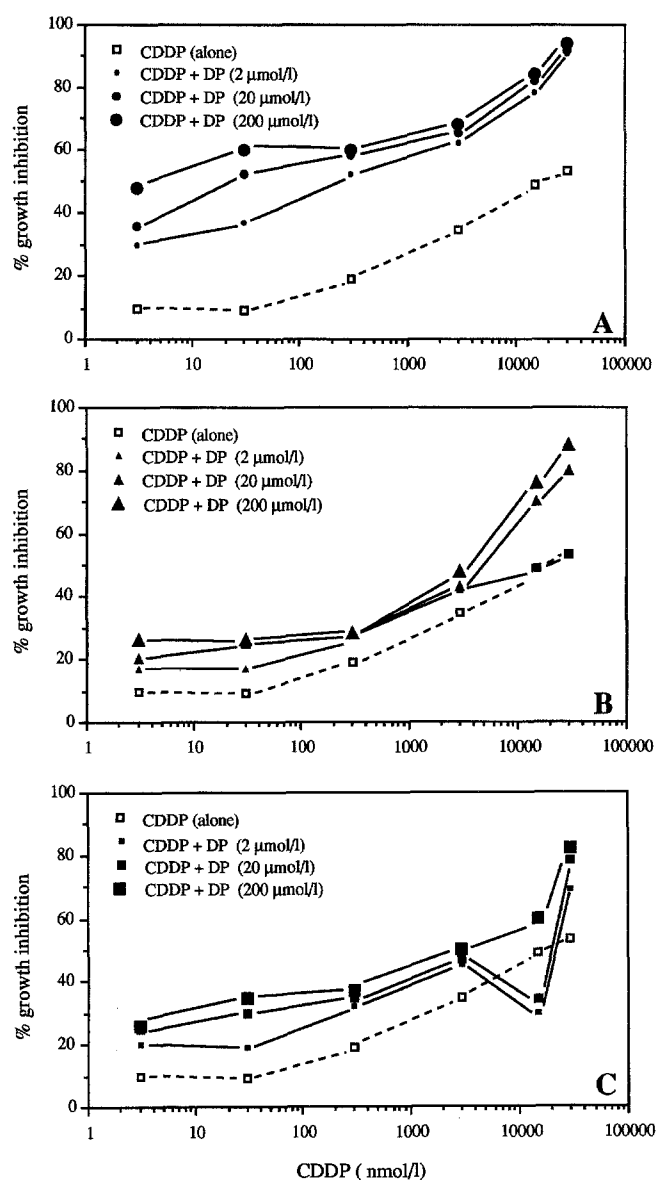 100
80
60
40
20
0
% growth inhibition
CDDP (alone)
CDDP + DP (2 µmol/l)
CDDP + DP (20 µmol/l)
CDDP + DP (200 µmol/l)
A
1
10
100
1000
10000
100000
100
80
60
40
20
0
% growth inhibition
CDDP (alone)
CDDP + DP (2 µmol/l)
CDDP + DP (20 µmol/l)
CDDP + DP (200 µmol/l)
B
1
10
100
1000
10000
100000
100
80
60
40
20
0
% growth inhibition
CDDP (alone)
CDDP + DP (2 µmol/l)
CDDP + DP (20 µmol/l)
CDDP + DP (200 µmol/l)
C
1
10
100
1000
10000
100000
CDDP ( nmol/l)